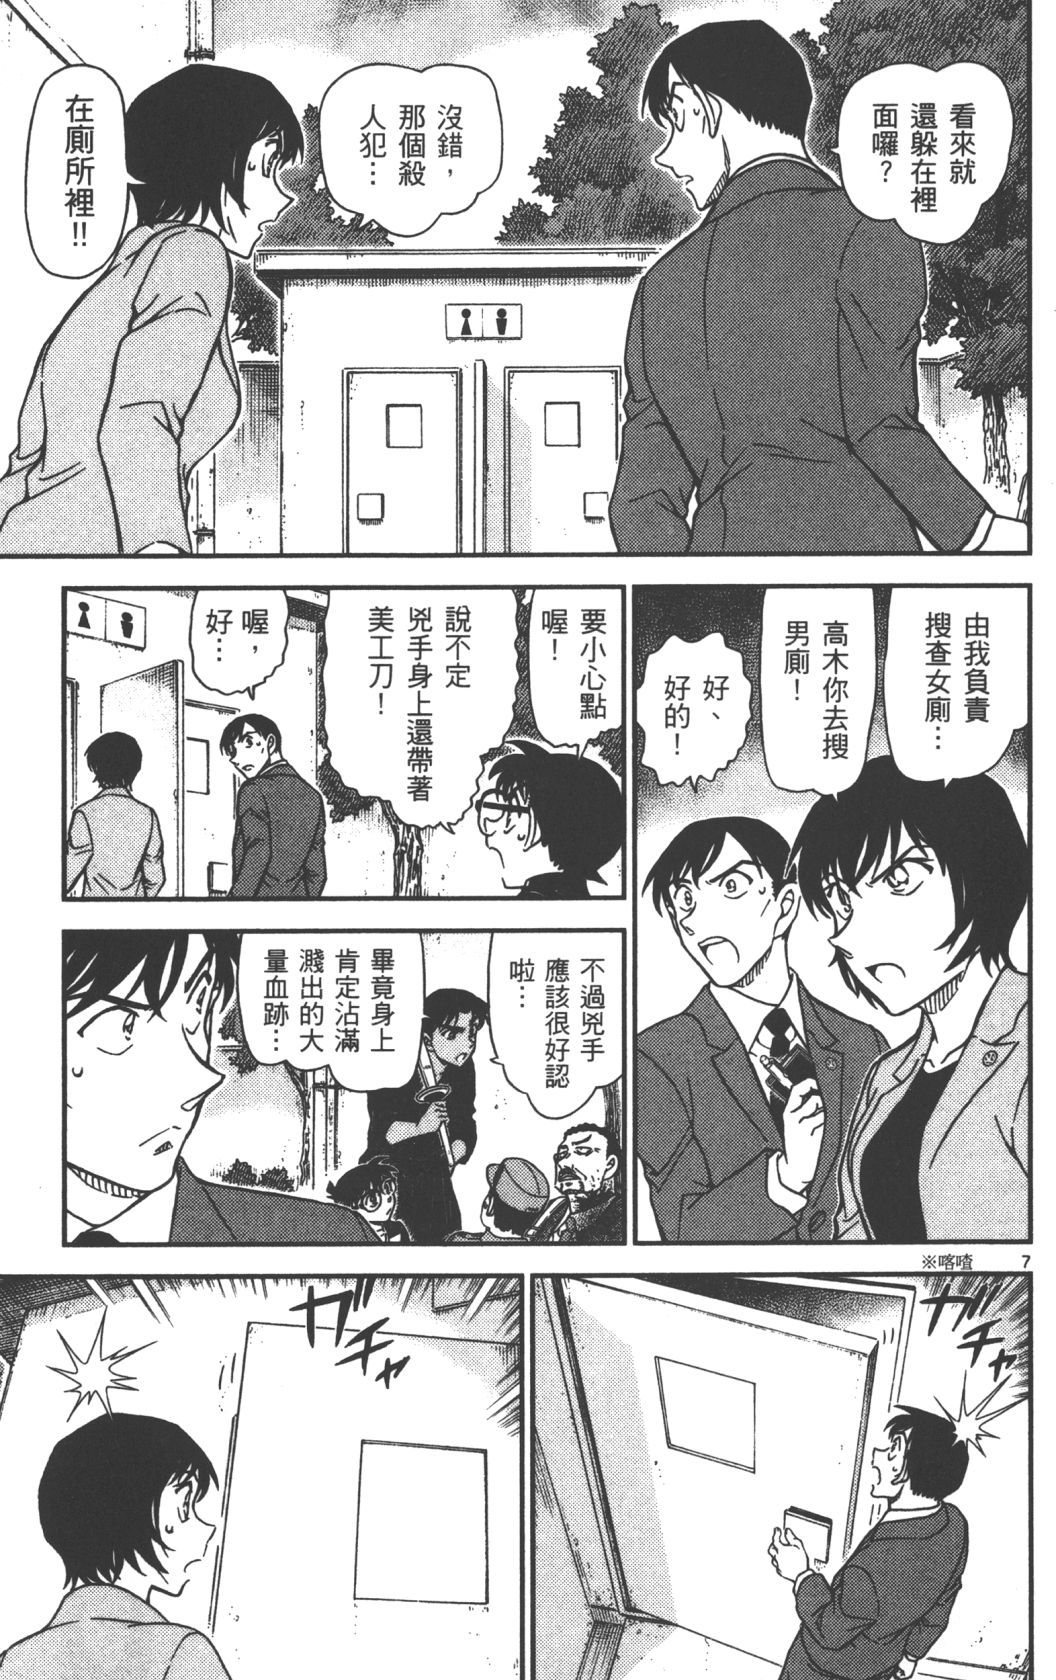 看來就
還躲在裡
面囉？
沒錯，
那個殺
人犯…
在廁所裡!!
由我負責
搜查女廁…
高木你去搜
男廁！
好、
好的！
要小心點
喔！
說不定
兇手身上還帶著
美工刀！
喔，
好…
不過兇手
應該很好認
啦…
畢竟身上
肯定沾滿
濺出的大
量血跡…
※喀喳
7
ガチャ
ガチャ